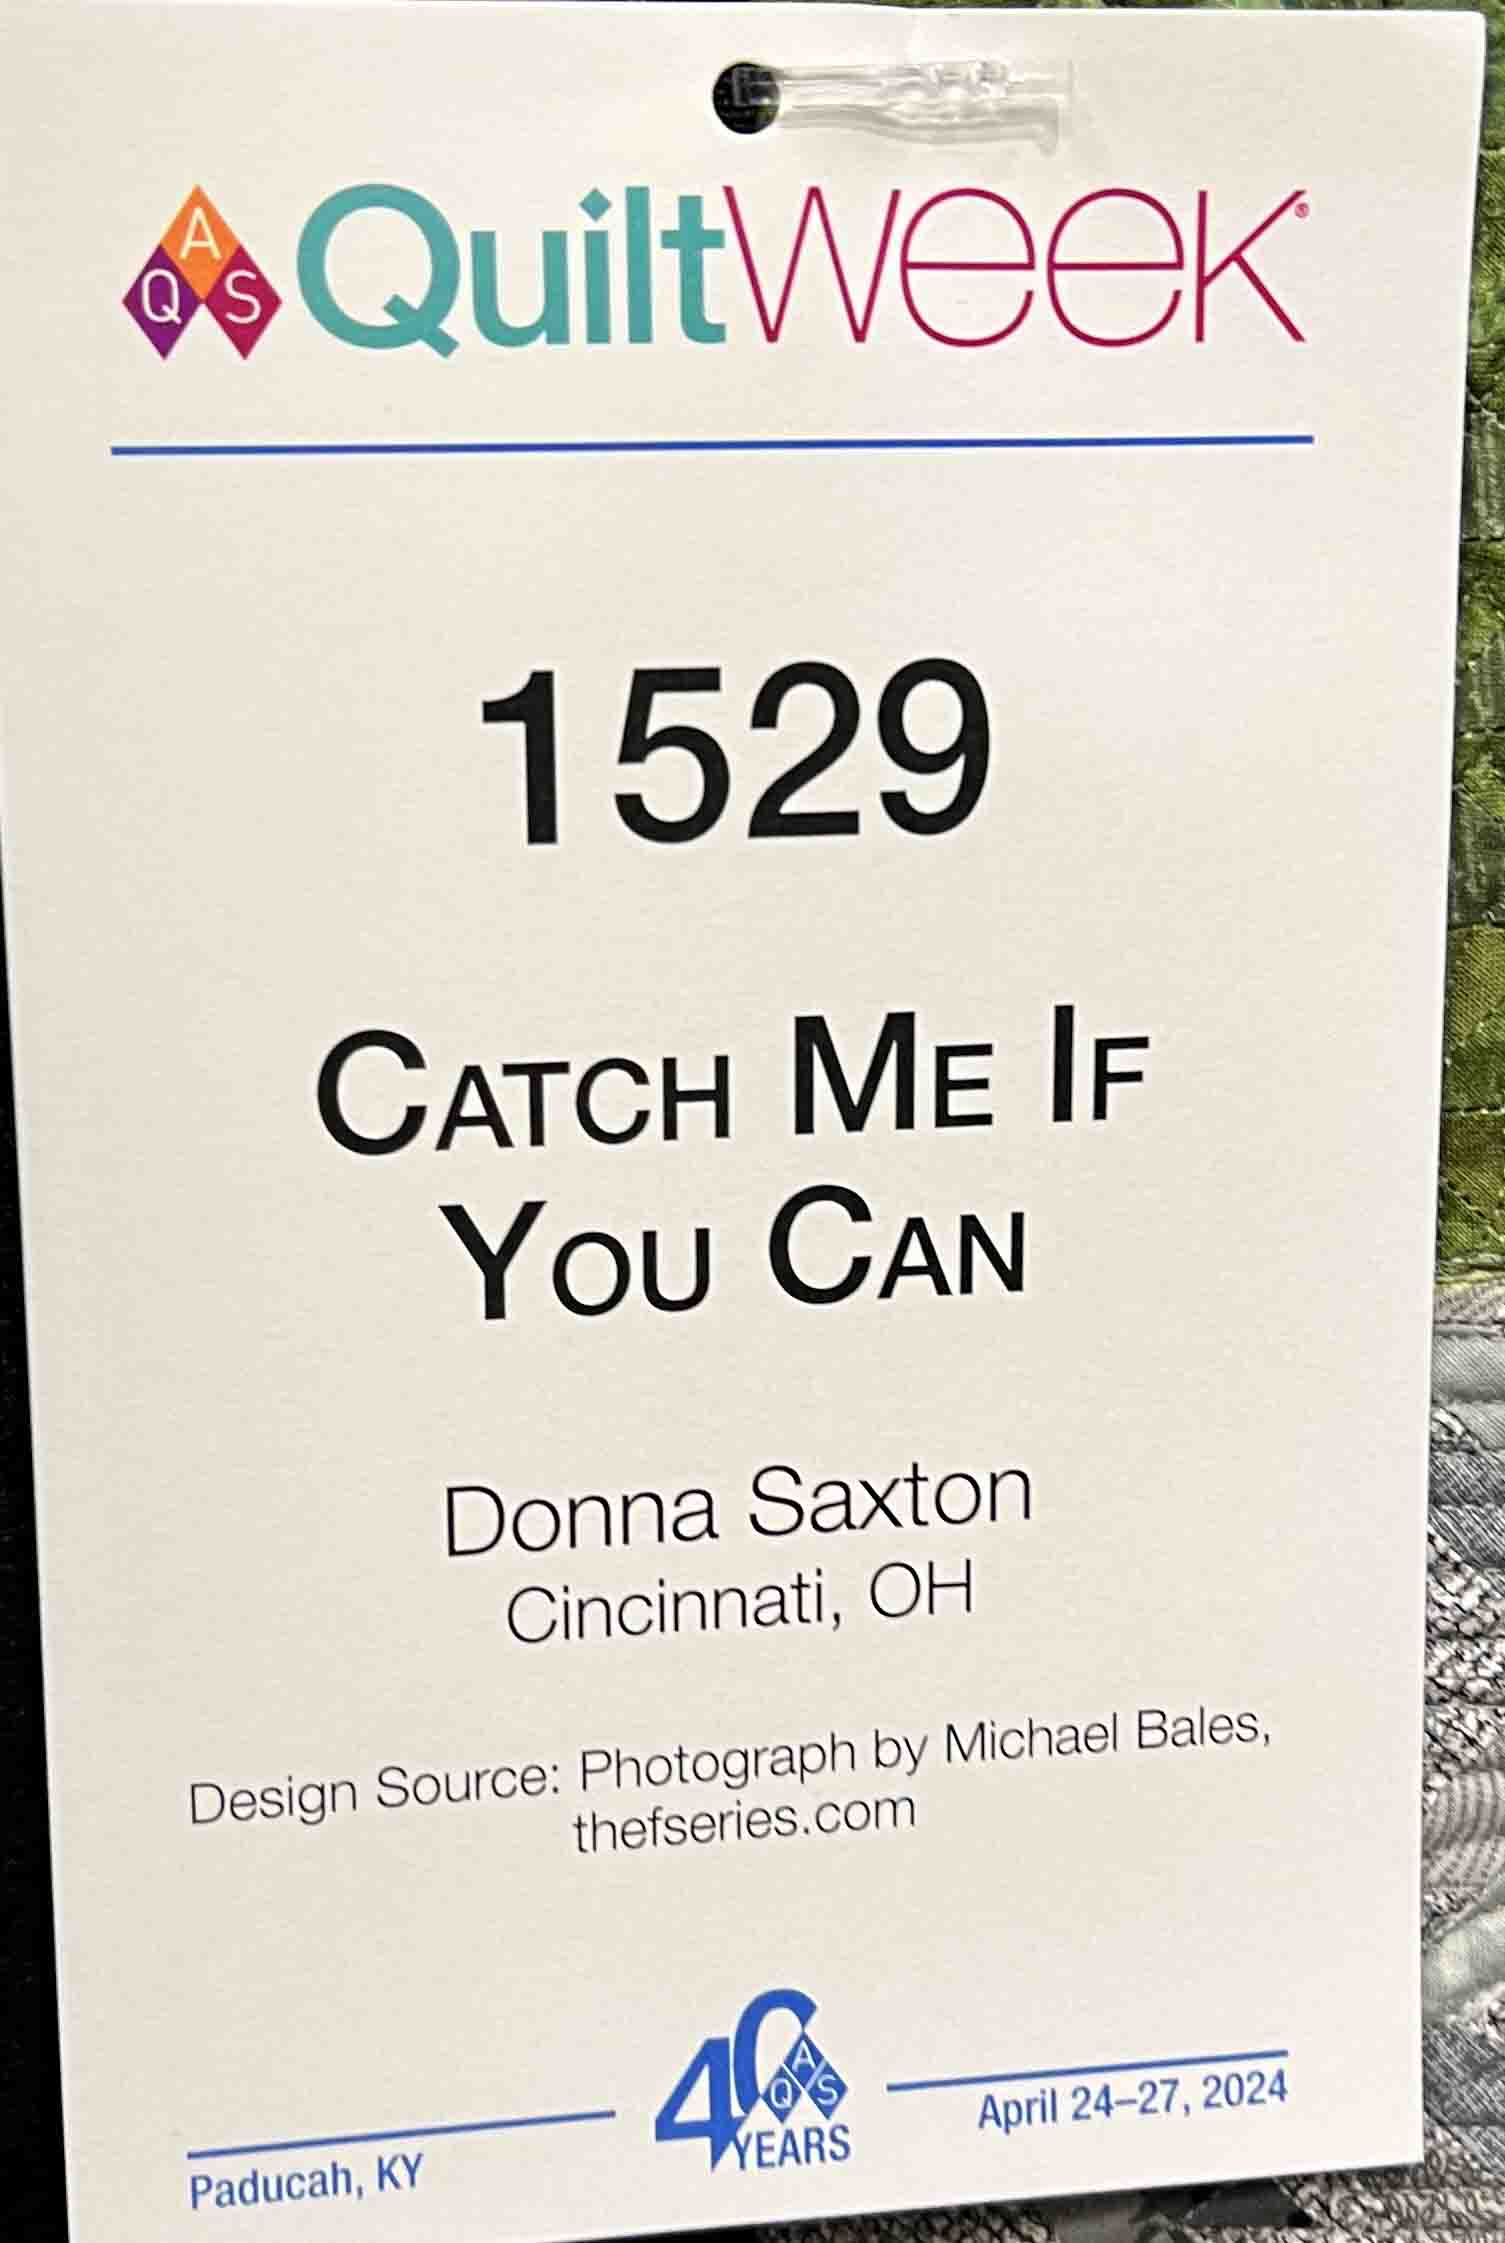 AQS QuiltWeek®
1529
CATCH ME IF
YOU CAN
Donna Saxton
Cincinnati, OH
Design Source: Photograph by Michael Bales,
thefseries.com
Paducah, KY
40 AQS
YEARS
April 24–27, 2024